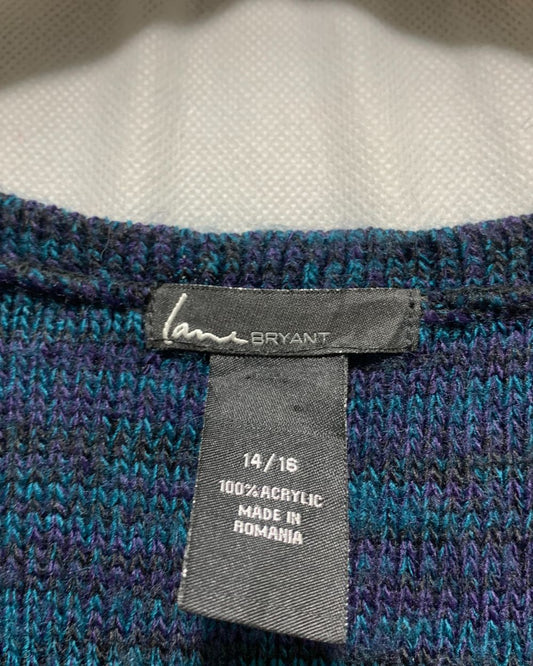 lane BRYANT
14/16
100% ACRYLIC
MADE IN
ROMANIA